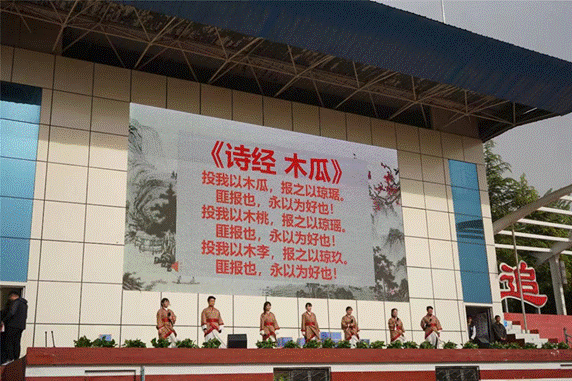 《诗经 木瓜》
投我以木瓜，报之以琼琚。
匪报也，永以为好也！
投我以木桃，报之以琼瑶。
匪报也，永以为好也！
投我以木李，报之以琼玖。
匪报也，永以为好也！
追